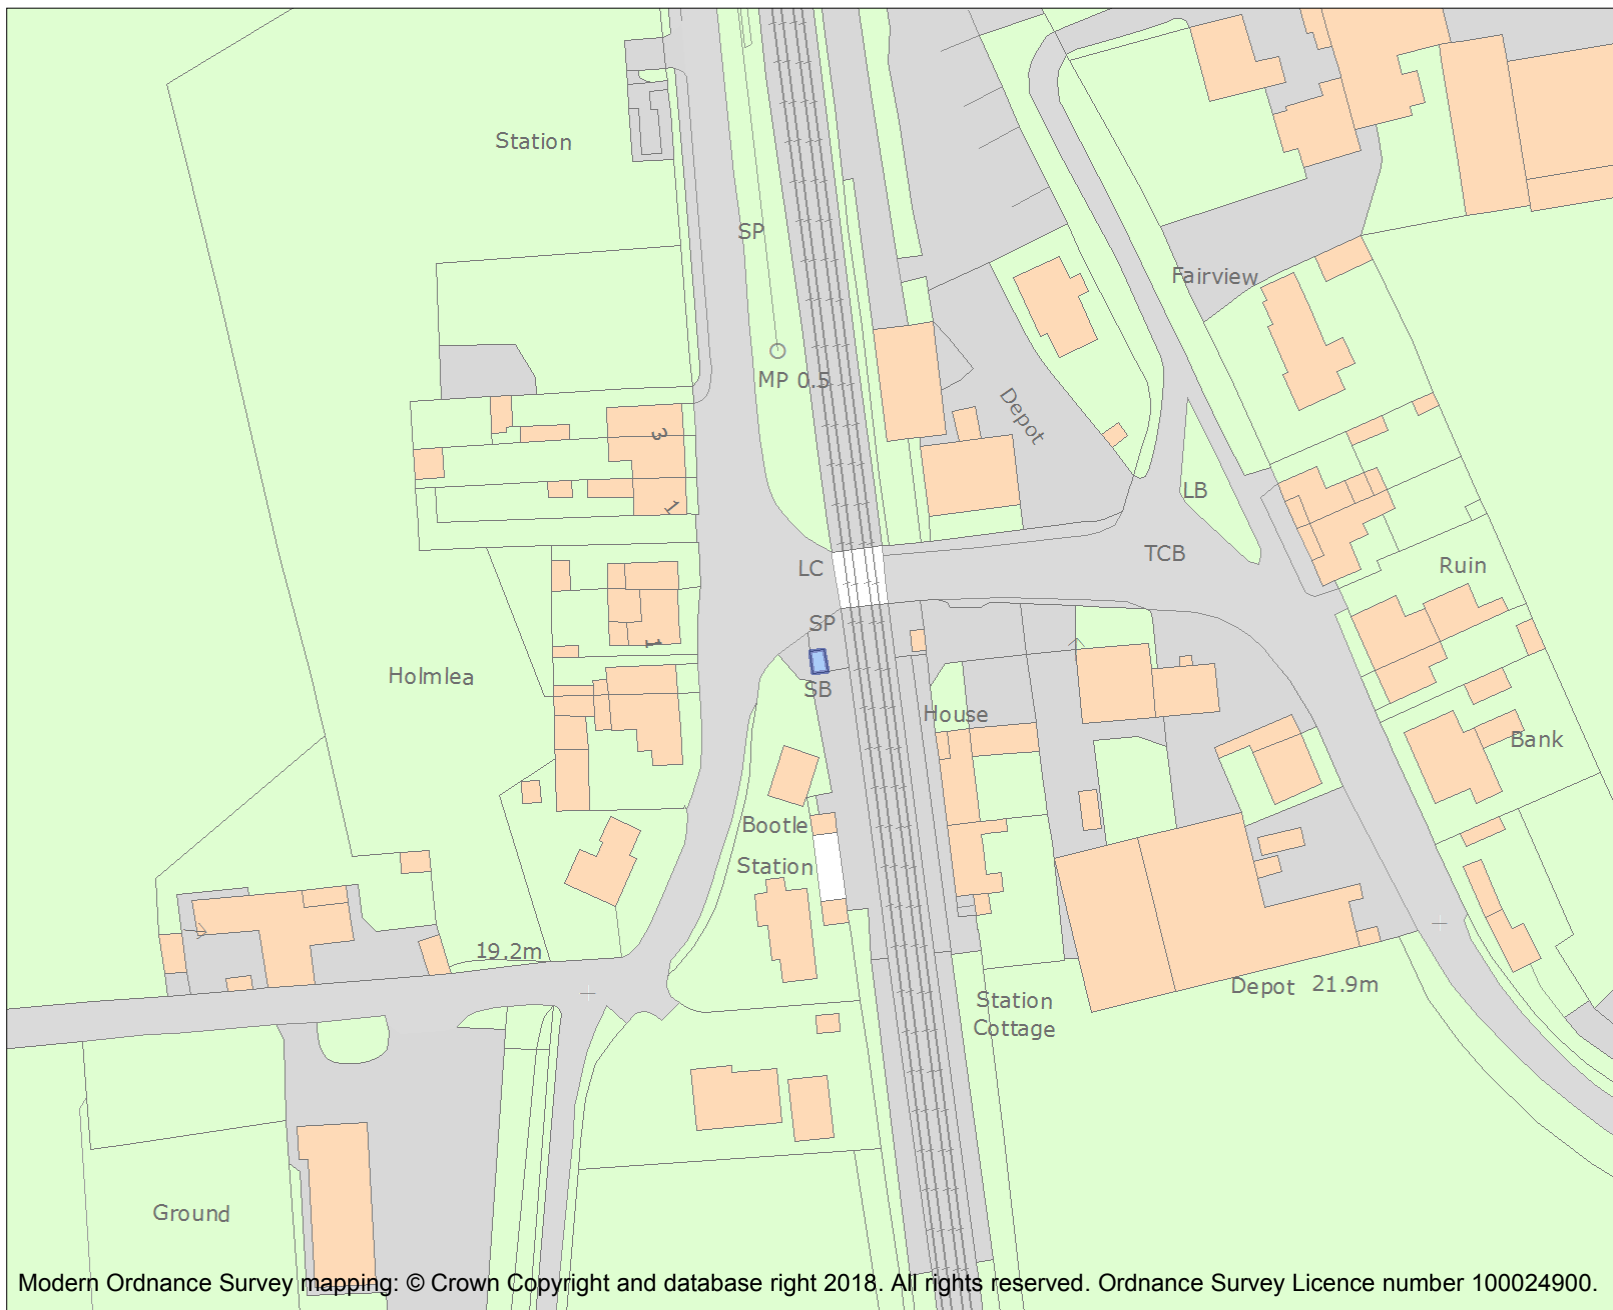 Station
SP
Fairview
MP 0.5
Depot
3
1
LB
TCB
LC
Ruin
SP
1
Holmlea
SB
House
Bank
Bootle
Station
19.2m
Station
Cottage
Depot 21.9m
Ground
Modern Ordnance Survey mapping: © Crown Copyright and database right 2018. All rights reserved. Ordnance Survey Licence number 100024900.